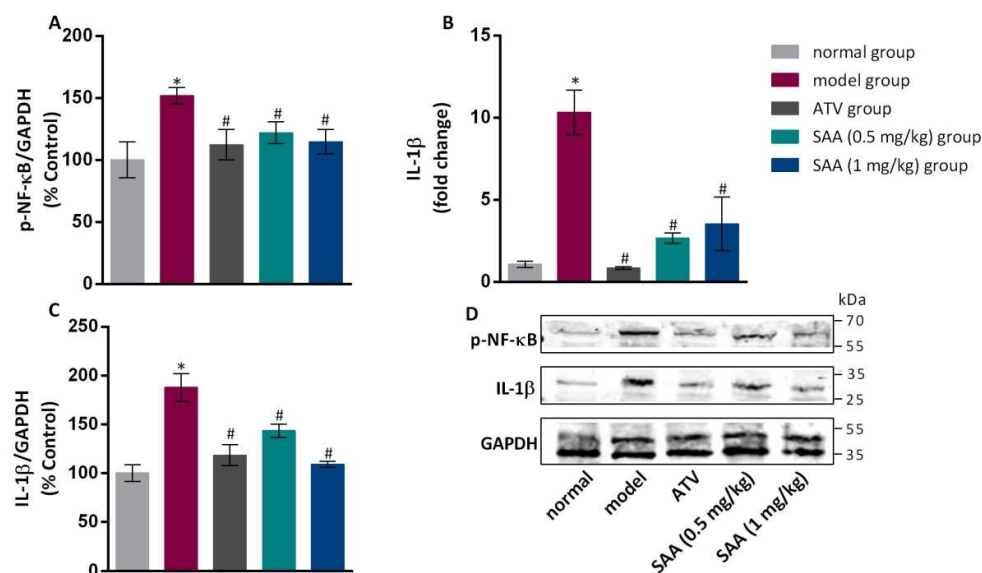 A
p-NF-κB/GAPDH
(% Control)
200
150
100
50
0
*
#
#
#
B
IL-1β
(fold change)
15
10
5
0
*
#
#
#
normal group
model group
ATV group
SAA (0.5 mg/kg) group
SAA (1 mg/kg) group
C
IL-1β/GAPDH
(% Control)
250
200
150
100
50
0
*
#
#
#
D
kDa
p-NF-κB
70
55
IL-1β
35
25
GAPDH
55
35
normal
model
ATV
SAA (0.5 mg/kg)
SAA (1 mg/kg)